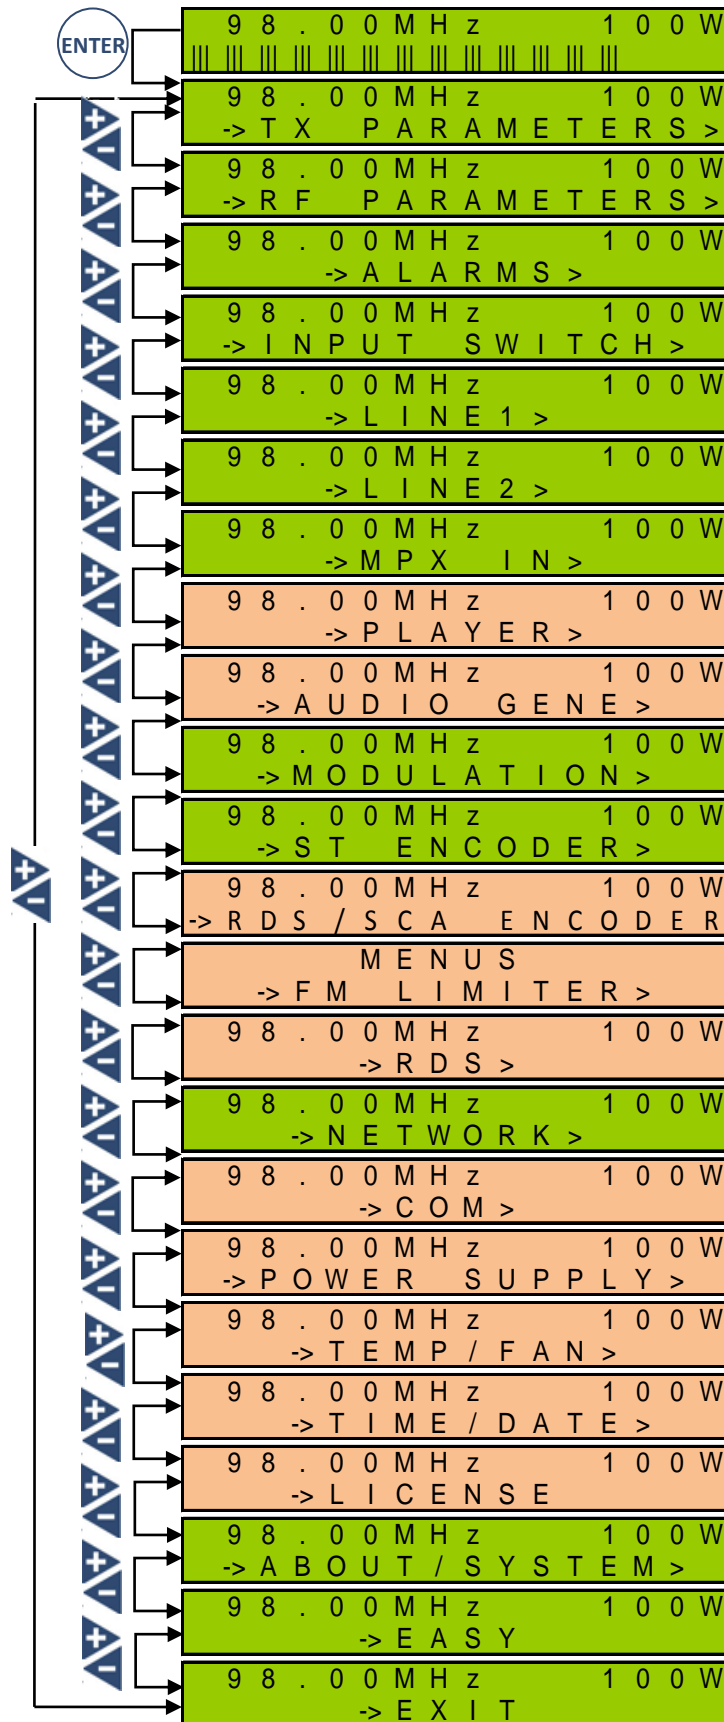 ENTER
98.00MHz 100W
98.00MHz 100W
->TX PARAMETERS>
98.00MHz 100W
->RF PARAMETERS>
98.00MHz 100W
->ALARMS>
98.00MHz 100W
->INPUT SWITCH>
98.00MHz 100W
->LINE1>
98.00MHz 100W
->LINE2>
98.00MHz 100W
->MPX IN>
98.00MHz 100W
->PLAYER>
98.00MHz 100W
->AUDIO GENE>
98.00MHz 100W
->MODULATION>
98.00MHz 100W
->ST ENCODER>
98.00MHz 100W
->RDS/SCA ENCODER
MENUS
->FM LIMITER>
98.00MHz 100W
->RDS>
98.00MHz 100W
->NETWORK>
98.00MHz 100W
->COM>
98.00MHz 100W
->POWER SUPPLY>
98.00MHz 100W
->TEMP/FAN>
98.00MHz 100W
->TIME/DATE>
98.00MHz 100W
->LICENSE
98.00MHz 100W
->ABOUT/SYSTEM>
98.00MHz 100W
->EASY
98.00MHz 100W
->EXIT